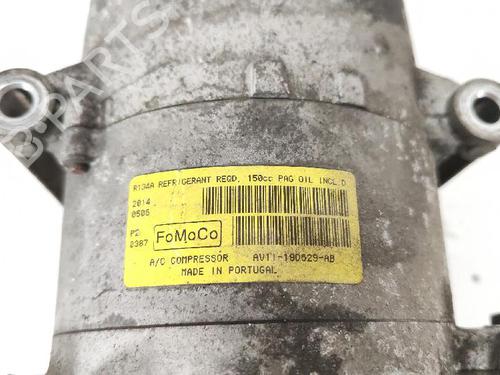 R134A REFRIGERANT REQD. 150cc PAG OIL INCL'D
2014
0505
P2
0387
FoMoCo
A/C COMPRESSOR AV11-19D629-AB
MADE IN PORTUGAL
B-PARTS